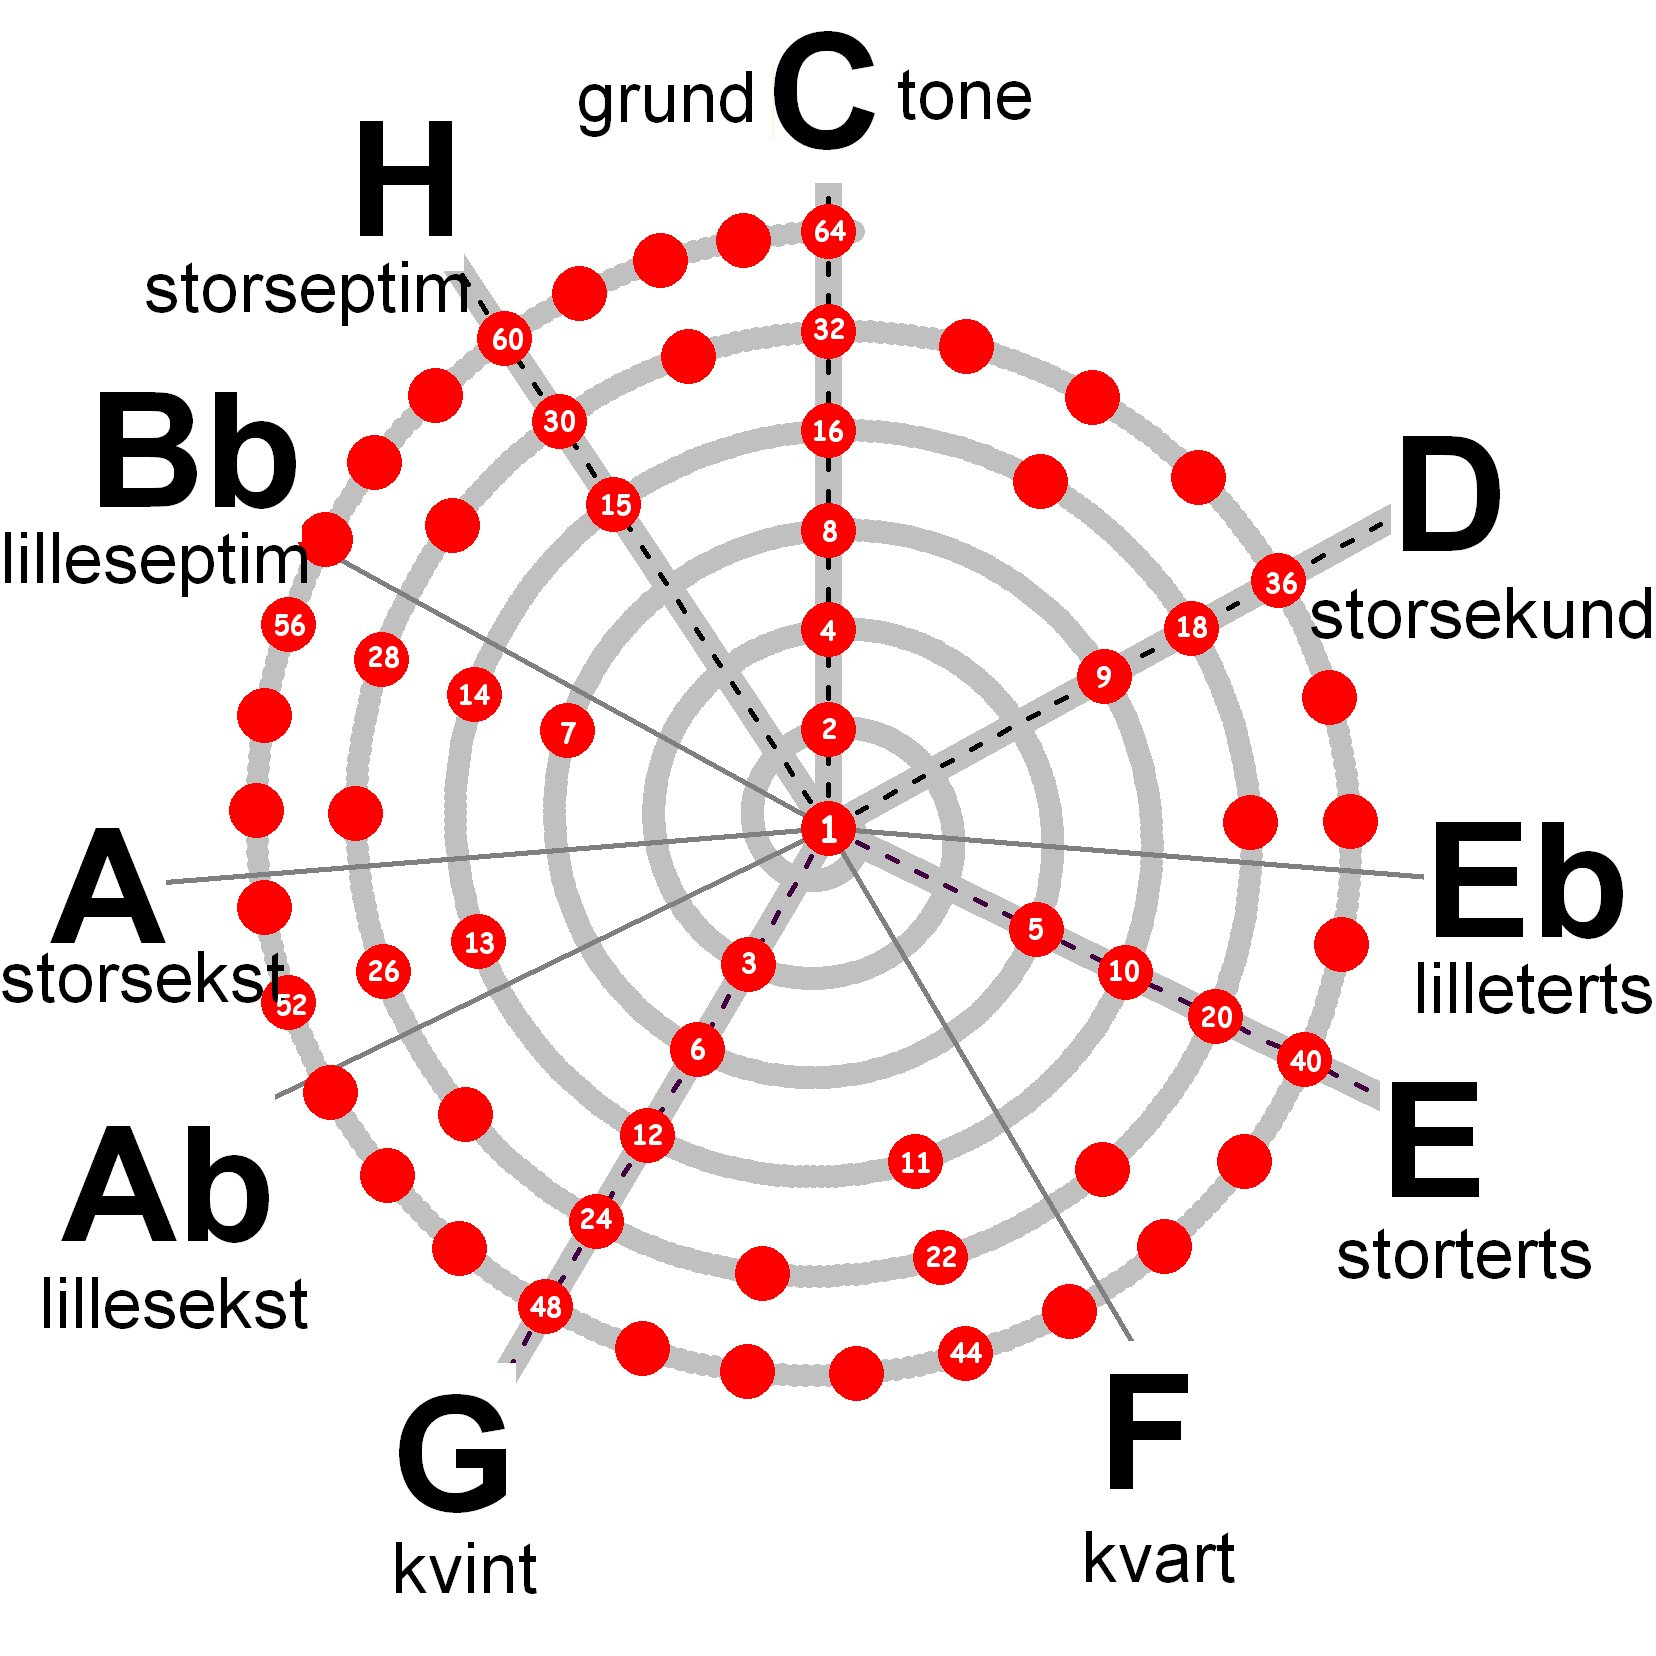 grund C tone
H
storseptim
Bb
lilleseptim
A
storsekst
Ab
lillesekst
G
kvint
F
kvart
E
storterts
Eb
lilleterts
D
storsekund
64
60
32
30
16
15
8
36
18
9
56
28
14
7
4
2
1
5
10
20
40
13
26
52
3
6
12
24
48
11
22
44